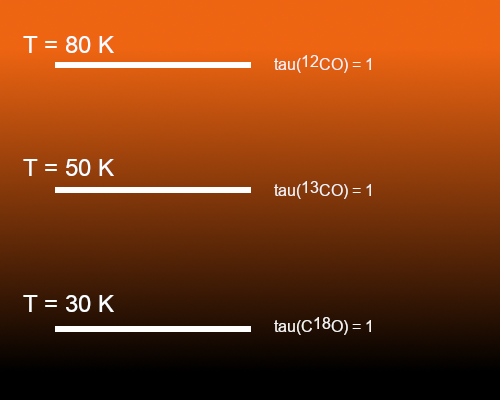 T = 80 K
tau(12CO) = 1
T = 50 K
tau(13CO) = 1
T = 30 K
tau(C18O) = 1